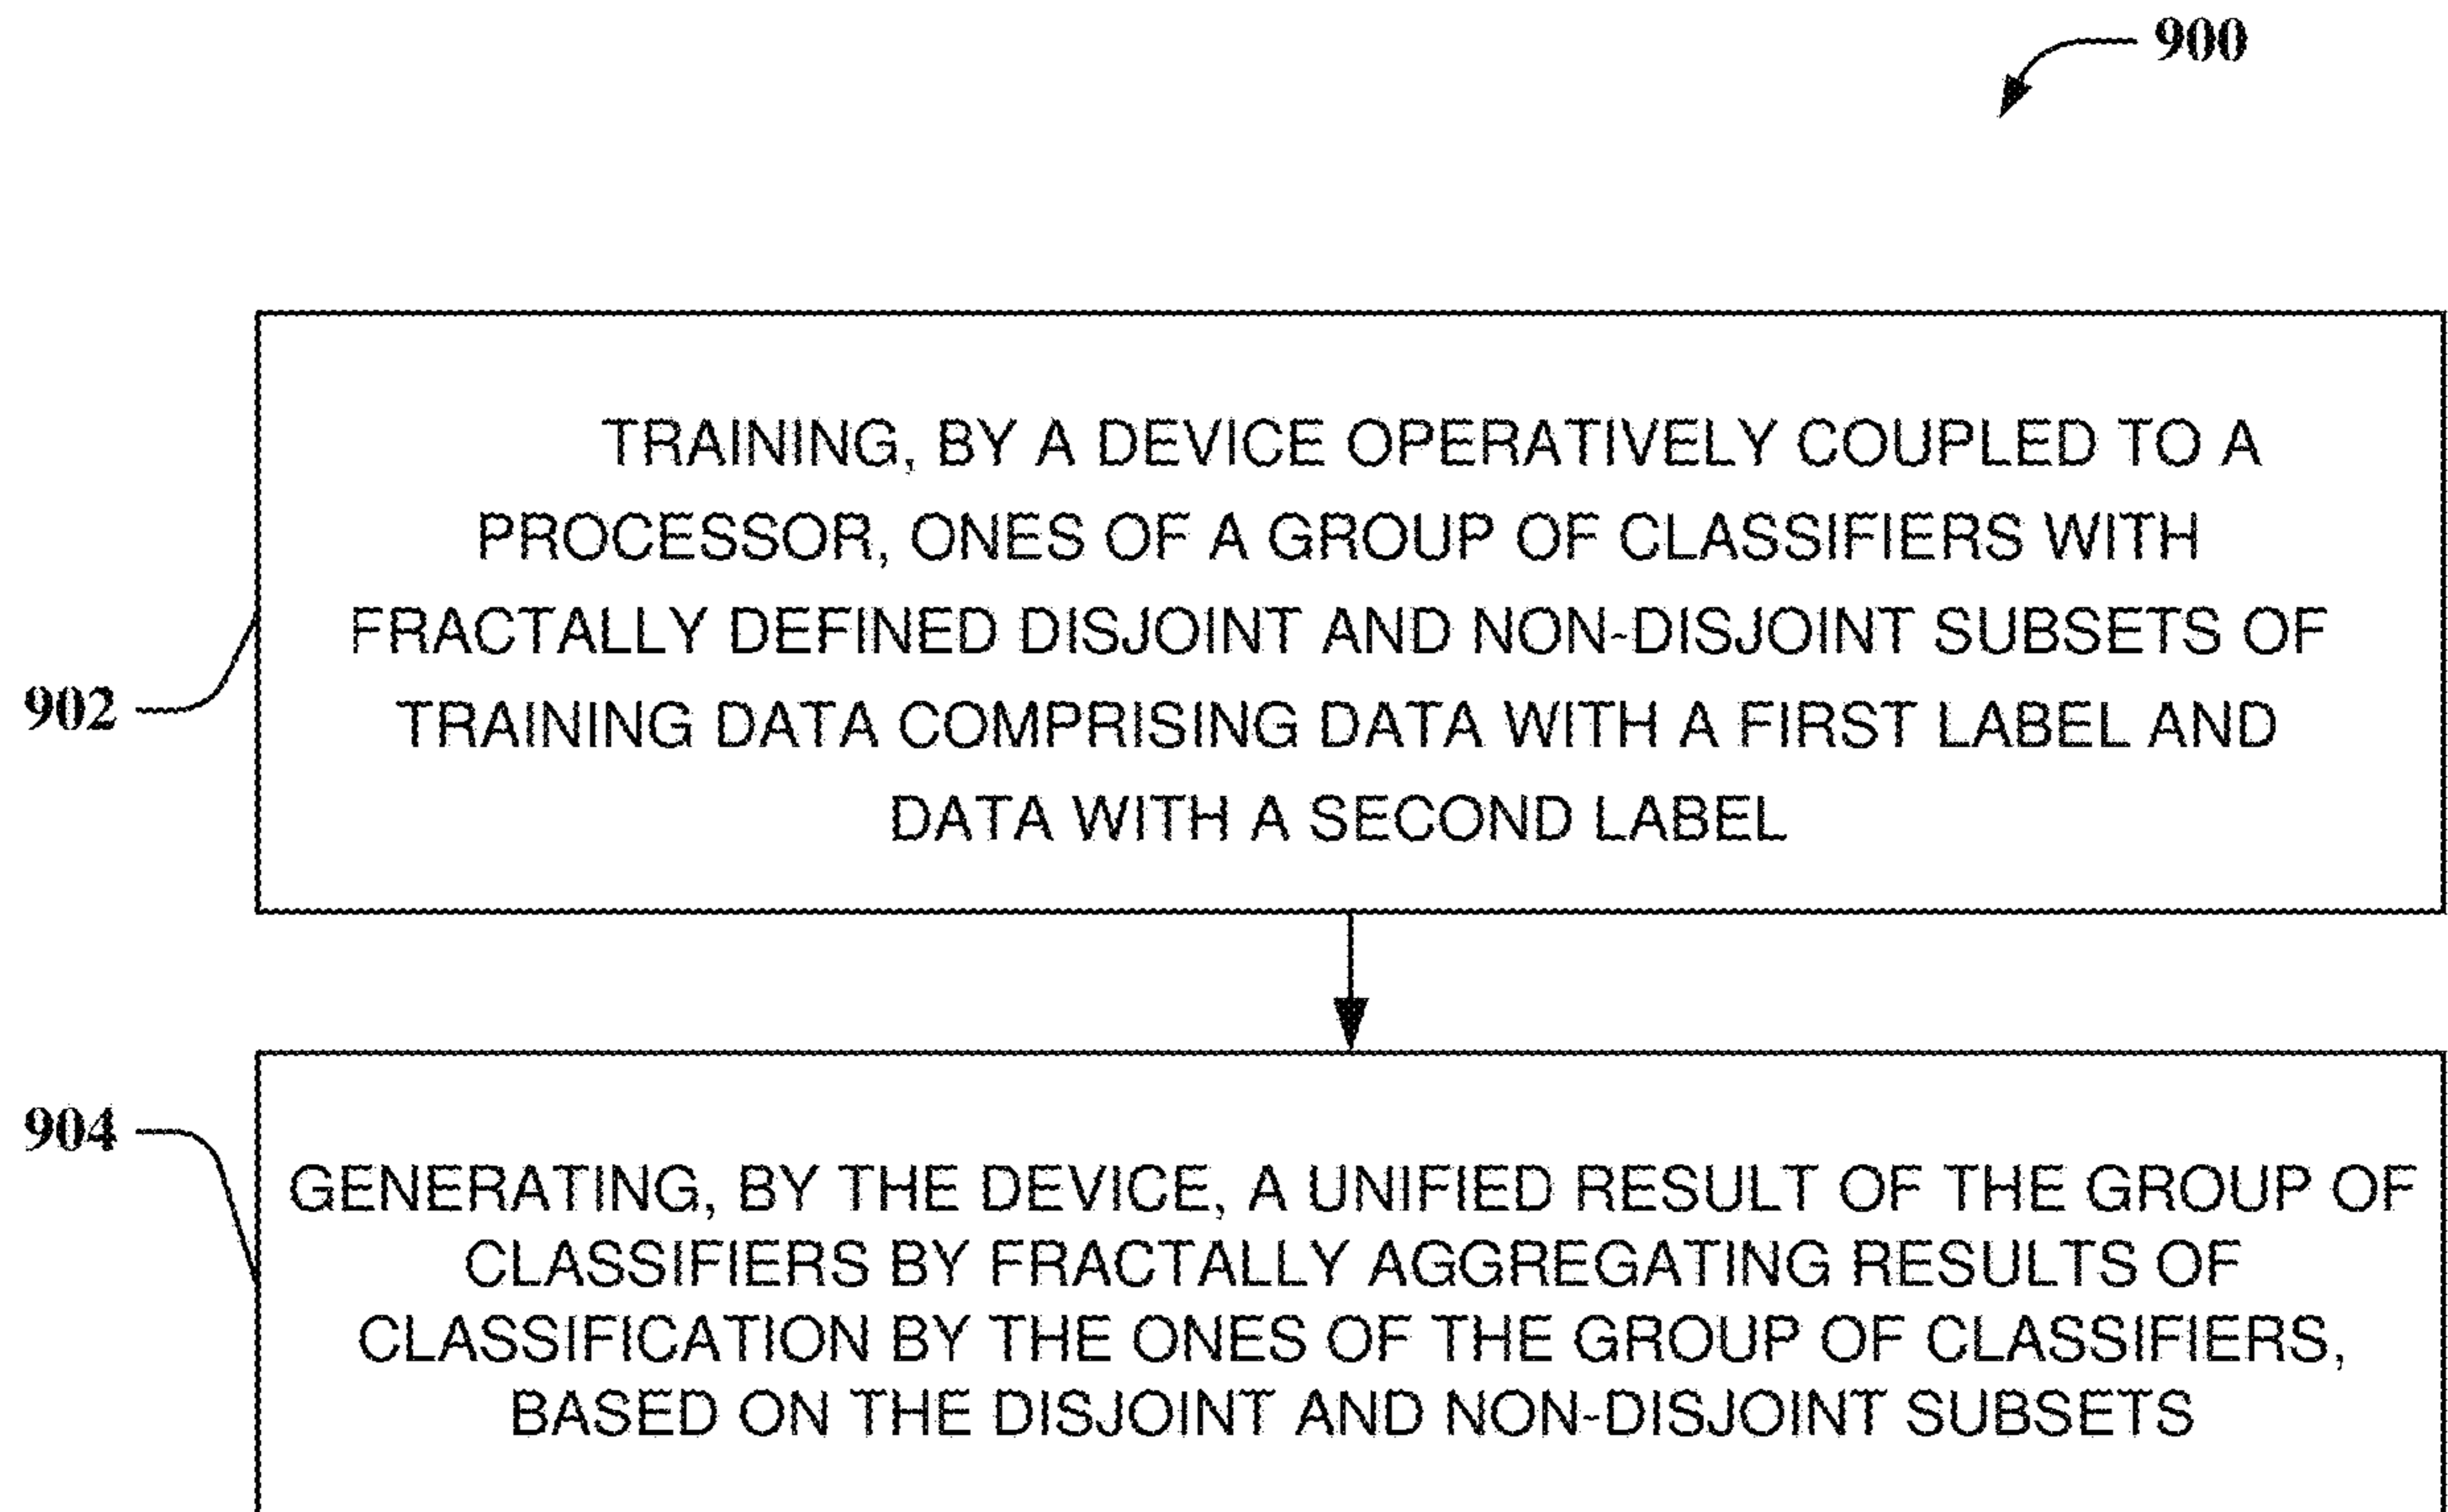 900
TRAINING, BY A DEVICE OPERATIVELY COUPLED TO A
PROCESSOR, ONES OF A GROUP OF CLASSIFIERS WITH
FRACTALLY DEFINED DISJOINT AND NON-DISJOINT SUBSETS OF
TRAINING DATA COMPRISING DATA WITH A FIRST LABEL AND
DATA WITH A SECOND LABEL
902
904
GENERATING, BY THE DEVICE, A UNIFIED RESULT OF THE GROUP OF
CLASSIFIERS BY FRACTALLY AGGREGATING RESULTS OF
CLASSIFICATION BY THE ONES OF THE GROUP OF CLASSIFIERS,
BASED ON THE DISJOINT AND NON-DISJOINT SUBSETS